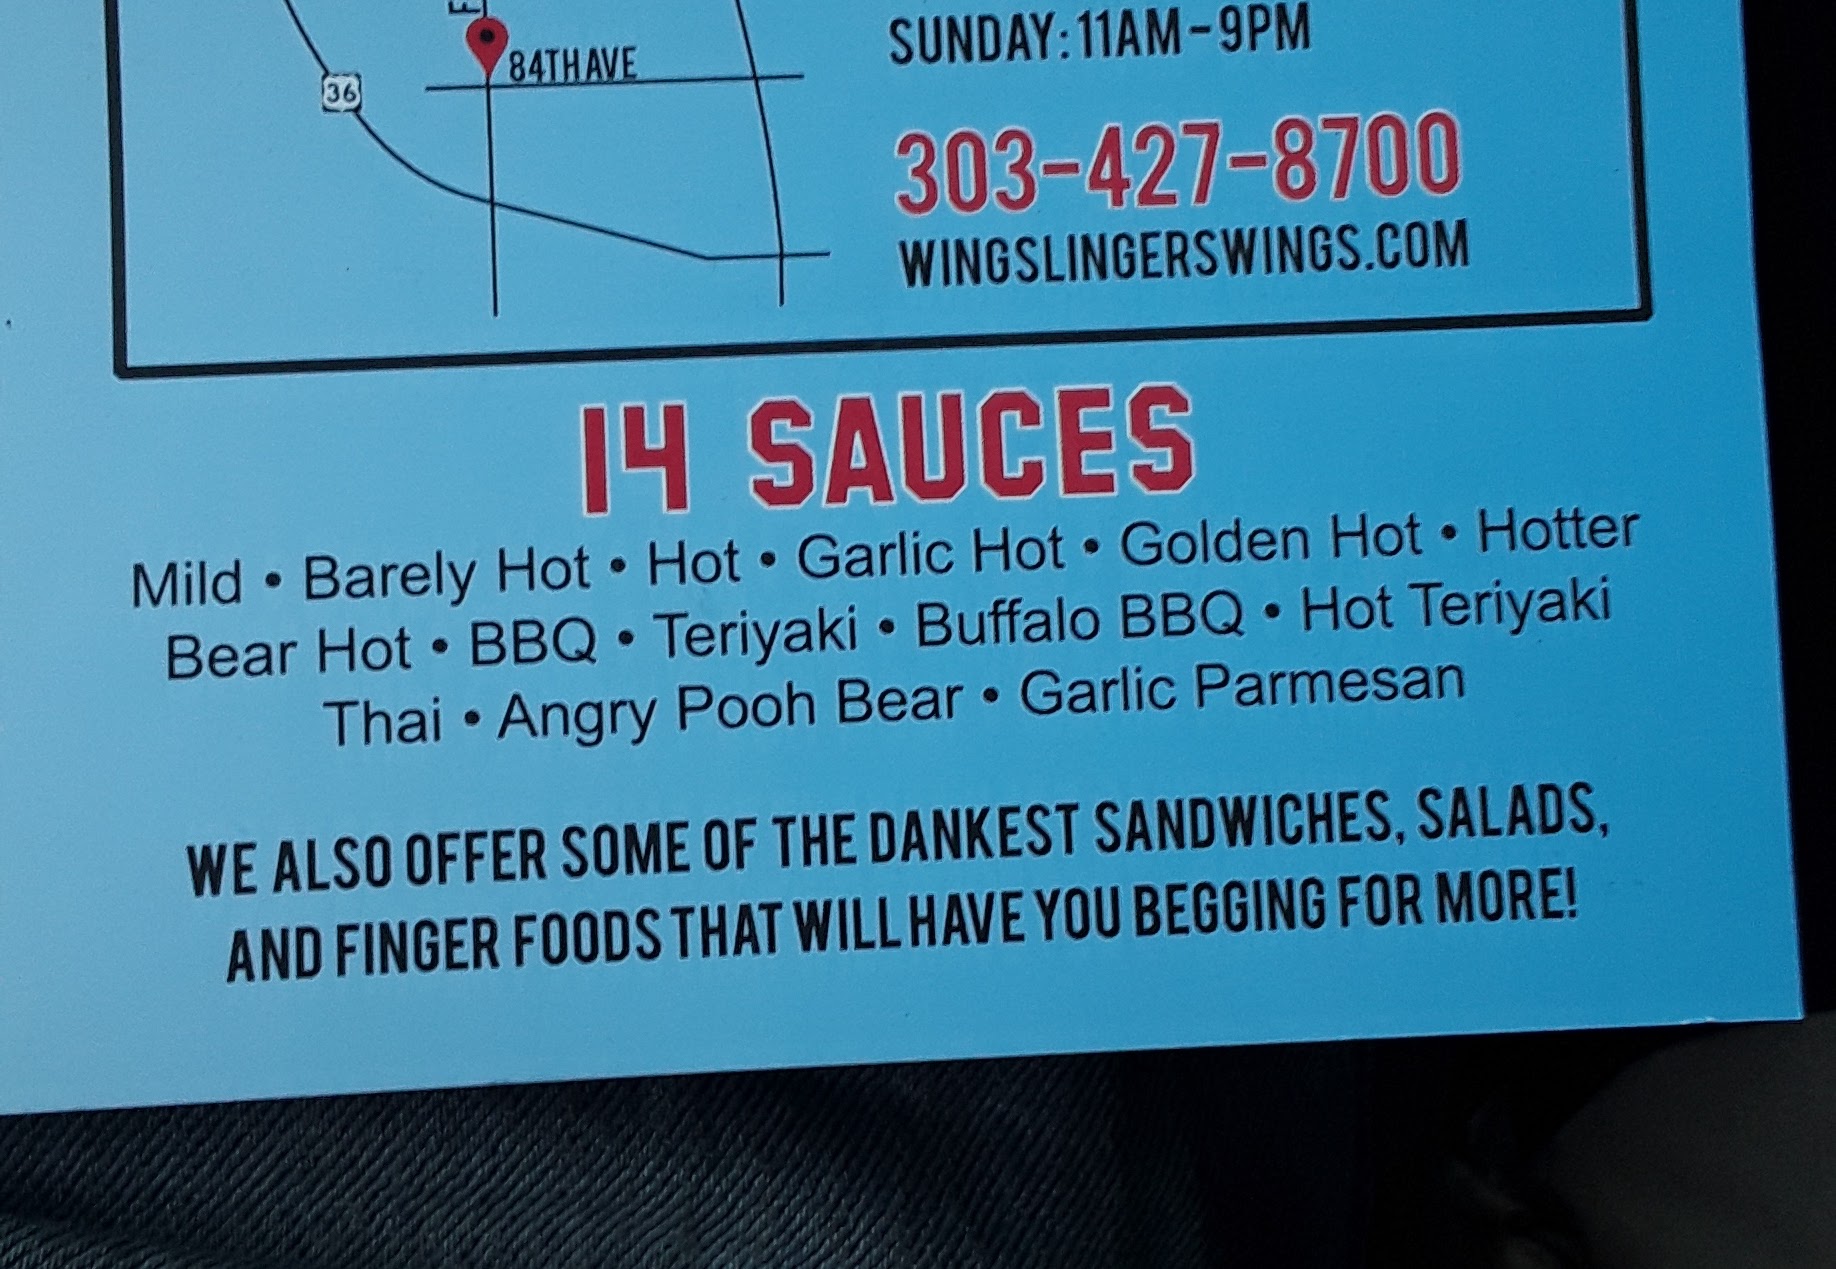 84TH AVE
36
SUNDAY: 11AM-9PM
303-427-8700
WINGSLINGERSWINGS.COM
14 SAUCES
Mild • Barely Hot • Hot • Garlic Hot • Golden Hot • Hotter
Bear Hot • BBQ • Teriyaki • Buffalo BBQ • Hot Teriyaki
Thai • Angry Pooh Bear • Garlic Parmesan
WE ALSO OFFER SOME OF THE DANKEST SANDWICHES, SALADS,
AND FINGER FOODS THAT WILL HAVE YOU BEGGING FOR MORE!